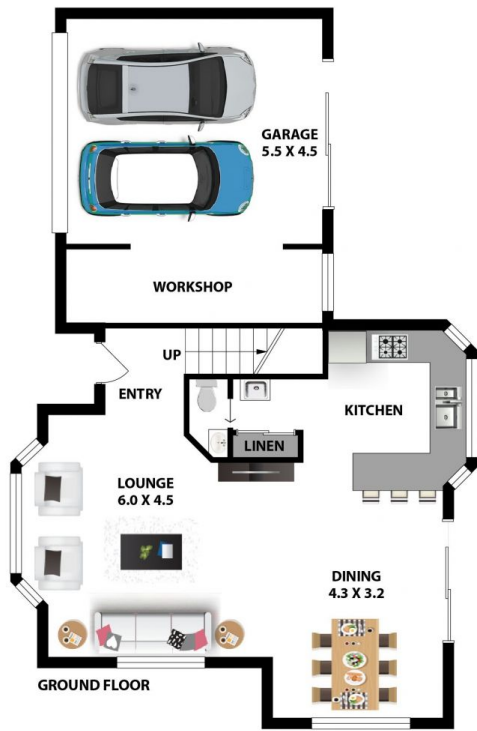 GARAGE
5.5 X 4.5
WORKSHOP
UP
ENTRY
KITCHEN
LINEN
LOUNGE
6.0 X 4.5
DINING
4.3 X 3.2
GROUND FLOOR